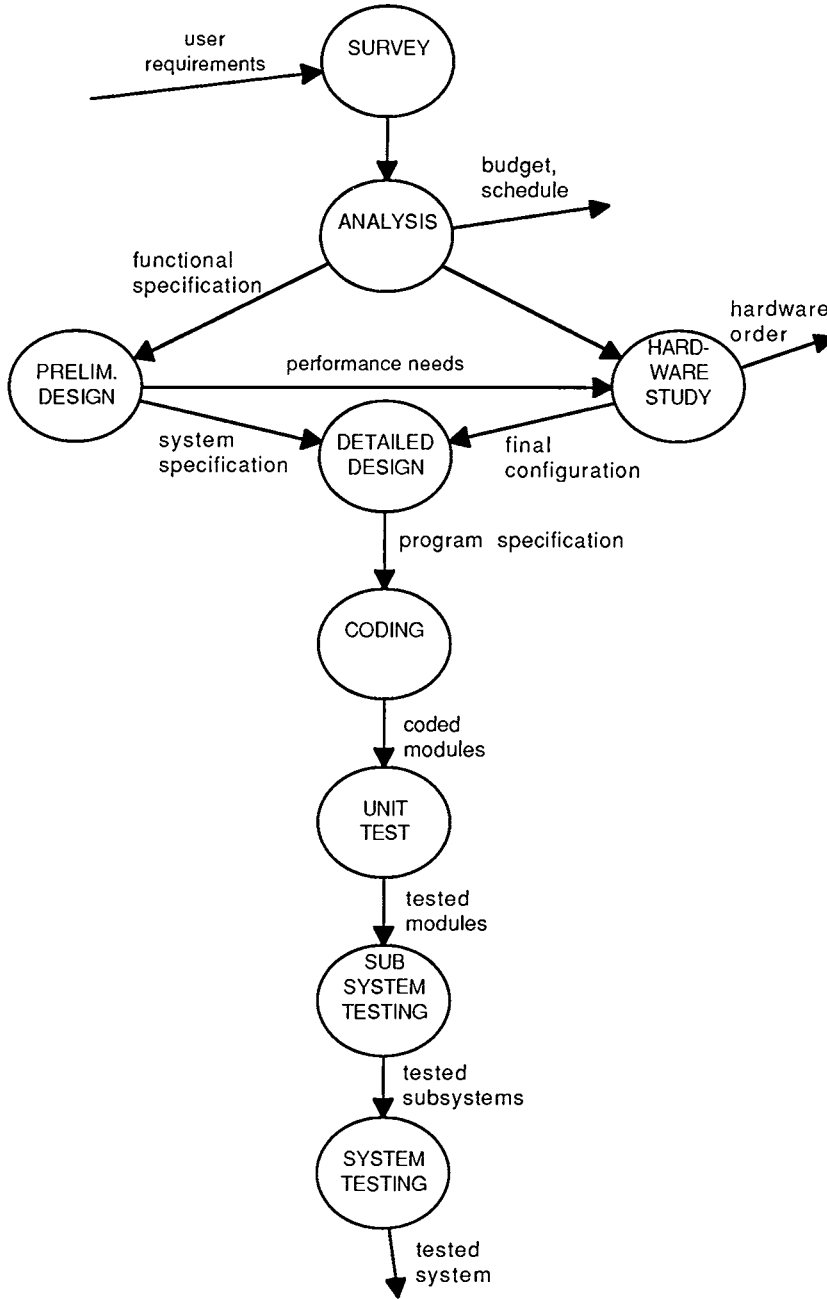 user
requirements
SURVEY
budget,
schedule
ANALYSIS
functional
specification
hardware
order
PRELIM.
DESIGN
performance needs
HARD-
WARE
STUDY
system
specification
DETAILED
DESIGN
final
configuration
program specification
CODING
coded
modules
UNIT
TEST
tested
modules
SUB
SYSTEM
TESTING
tested
subsystems
SYSTEM
TESTING
tested
system